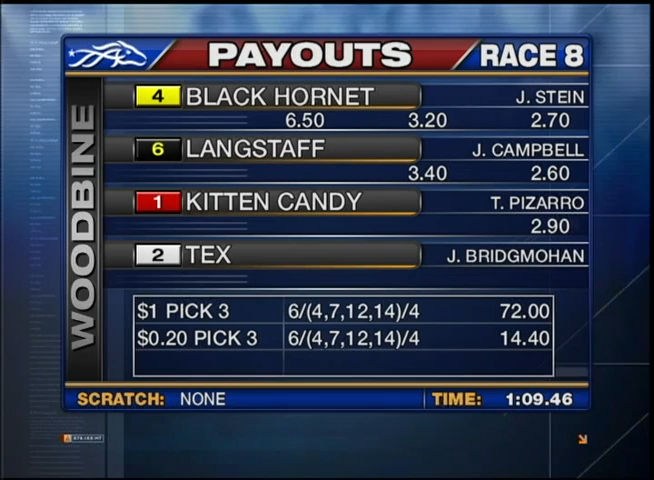 PAYOUTS RACE 8
WOODBINE
4 BLACK HORNET J. STEIN
6.50 3.20 2.70
6 LANGSTAFF J. CAMPBELL
3.40 2.60
1 KITTEN CANDY T. PIZARRO
2.90
2 TEX J. BRIDGMOHAN
$1 PICK 3 6/(4,7,12,14)/4 72.00
$0.20 PICK 3 6/(4,7,12,14)/4 14.40
SCRATCH: NONE TIME: 1:09.46